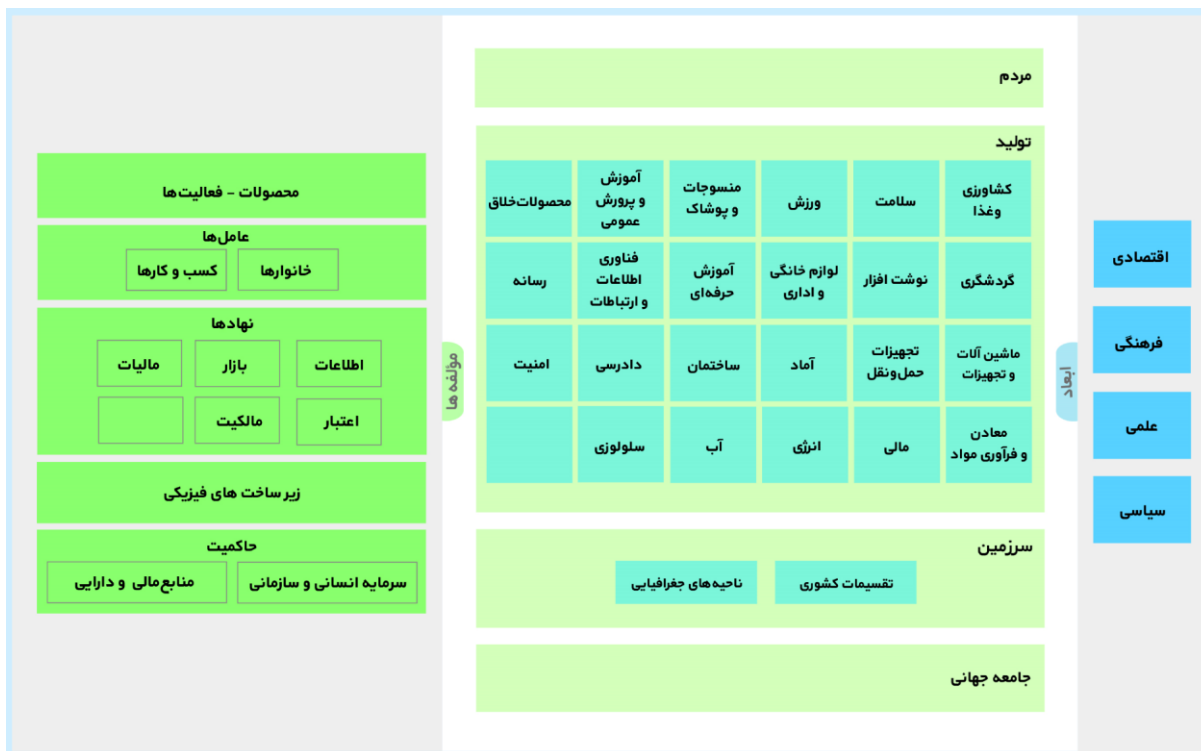 مردم
تولید
کشاورزی
وغذا
سلامت
ورزش
منسوجات
و پوشاک
آموزش
و پرورش
عمومی
محصولات‌خلاق
گردشگری
نوشت افزار
لوازم خانگی
و اداری
آموزش
حرفه‌ای
فناوری
اطلاعات
و ارتباطات
رسانه
ماشین آلات
و تجهیزات
تجهیزات
حمل‌ونقل
آماد
ساختمان
دادرسی
امنیت
معادن
و فرآوری مواد
مالی
انرژی
آب
سلولوزی
سرزمین
تقسیمات کشوری
ناحیه‌های جغرافیایی
جامعه جهانی
ابعاد
اقتصادی
فرهنگی
علمی
سیاسی
مؤلفه ها
محصولات - فعالیت‌ها
عامل‌ها
خانوارها
کسب و کارها
نهادها
اطلاعات
بازار
مالیات
اعتبار
مالکیت
زیر ساخت های فیزیکی
حاکمیت
سرمایه انسانی و سازمانی
منابع‌مالی و دارایی